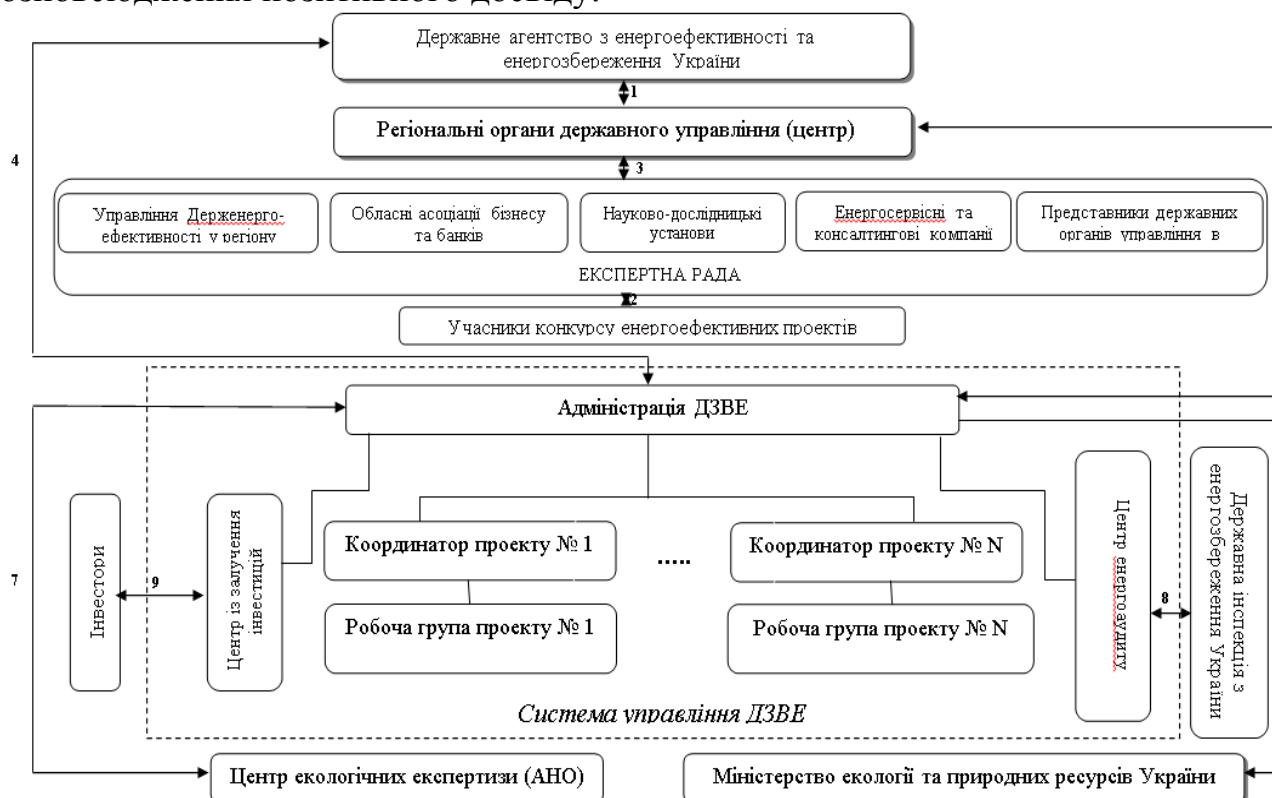 позитивного досвіду.
Державне агентство з енергоефективності та
енергозбереження України
1
Регіональні органи державного управління (центр)
4
3
Управління Держенерго-
ефективності у регіону
Обласні асоціації бізнесу
та банків
Науково-дослідницькі
установи
Енергосервісні та
консалтингові компанії
Представники державних
органів управління в
ЕКСПЕРТНА РАДА
2
Учасники конкурсу енергоефективних проектів
Адміністрація ДЗВЕ
Інвестори
9
Центр із залучення
інвестицій
Координатор проекту № 1
.....
Координатор проекту № N
Робоча група проекту № 1
Робоча група проекту № N
Центр енергоаудиту
8
Державна інспекція з
енергозбереження України
7
Система управління ДЗВЕ
Центр екологічних експертизи (АНО)
Міністерство екології та природних ресурсів України